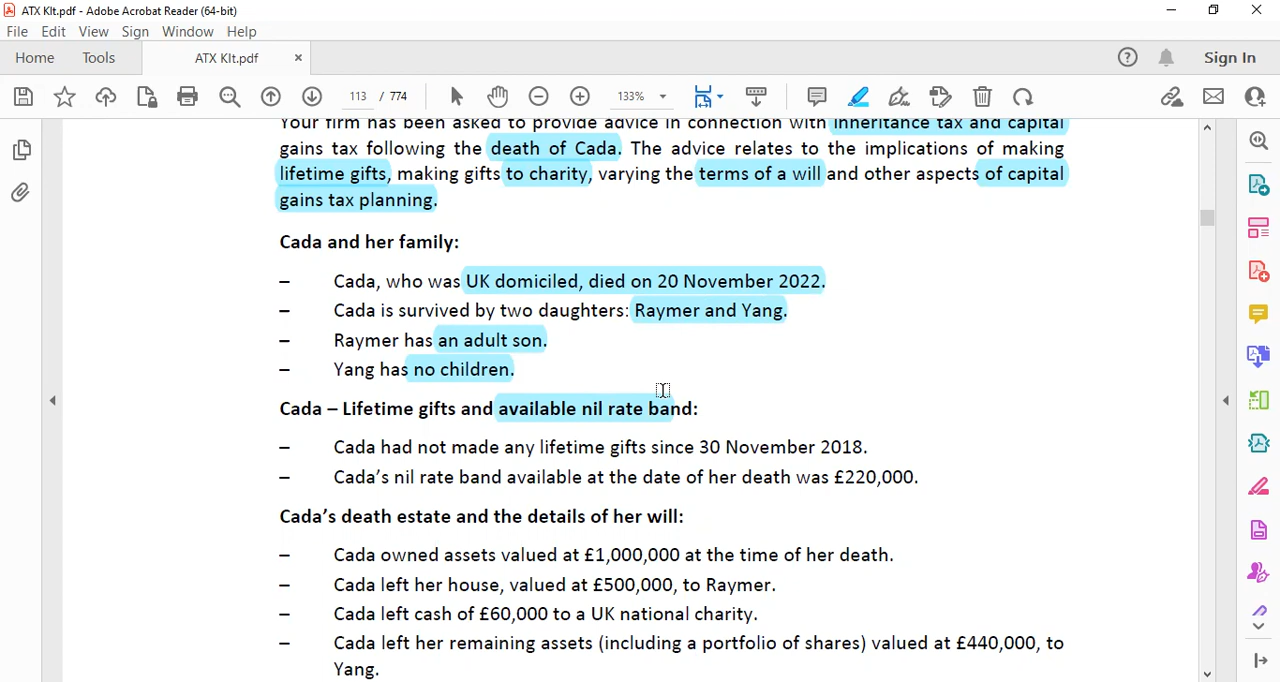 ATX KIt.pdf - Adobe Acrobat Reader (64-bit)
File Edit View Sign Window Help
Home Tools ATX KIt.pdf × Sign In
113 / 774 133%
Your firm has been asked to provide advice in connection with inheritance tax and capital
gains tax following the death of Cada. The advice relates to the implications of making
lifetime gifts, making gifts to charity, varying the terms of a will and other aspects of capital
gains tax planning.
Cada and her family:
– Cada, who was UK domiciled, died on 20 November 2022.
– Cada is survived by two daughters: Raymer and Yang.
– Raymer has an adult son.
– Yang has no children.
Cada – Lifetime gifts and available nil rate band:
– Cada had not made any lifetime gifts since 30 November 2018.
– Cada's nil rate band available at the date of her death was £220,000.
Cada's death estate and the details of her will:
– Cada owned assets valued at £1,000,000 at the time of her death.
– Cada left her house, valued at £500,000, to Raymer.
– Cada left cash of £60,000 to a UK national charity.
– Cada left her remaining assets (including a portfolio of shares) valued at £440,000, to
Yang.